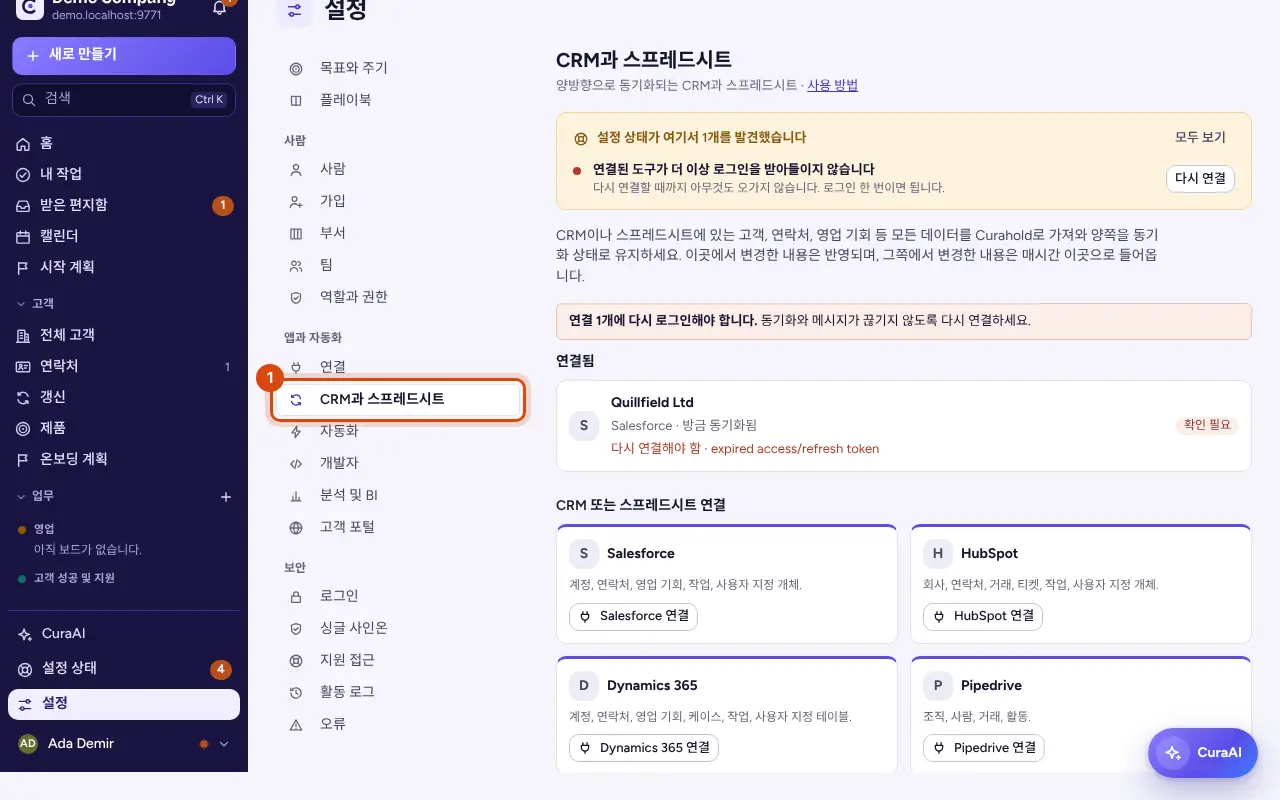 demo.localhost:9771
새로 만들기
검색
Ctrl K
홈
내 작업
받은 편지함
1
캘린더
시작 계획
고객
전체 고객
연락처
1
갱신
제품
온보딩 계획
업무
영업
아직 보드가 없습니다.
고객 성공 및 지원
CuraAI
설정 상태
4
설정
AD
Ada Demir
설정
목표와 주기
플레이북
사람
사람
가입
부서
팀
역할과 권한
앱과 자동화
연결
1
CRM과 스프레드시트
자동화
개발자
분석 및 BI
고객 포털
보안
로그인
싱글 사인온
지원 접근
활동 로그
오류
CRM과 스프레드시트
양방향으로 동기화되는 CRM과 스프레드시트 · 사용 방법
설정 상태가 여기서 1개를 발견했습니다
모두 보기
연결된 도구가 더 이상 로그인을 받아들이지 않습니다
다시 연결할 때까지 아무것도 오가지 않습니다. 로그인 한 번이면 됩니다.
다시 연결
CRM이나 스프레드시트에 있는 고객, 연락처, 영업 기회 등 모든 데이터를 Curahold로 가져와 양쪽을 동기
화 상태로 유지하세요. 이곳에서 변경한 내용은 반영되며, 그쪽에서 변경한 내용은 매시간 이곳으로 들어옵
니다.
연결 1개에 다시 로그인해야 합니다. 동기화와 메시지가 끊기지 않도록 다시 연결하세요.
연결됨
S
Quillfield Ltd
Salesforce · 방금 동기화됨
다시 연결해야 함 · expired access/refresh token
확인 필요
CRM 또는 스프레드시트 연결
S
Salesforce
계정, 연락처, 영업 기회, 작업, 사용자 지정 개체.
Salesforce 연결
H
HubSpot
회사, 연락처, 거래, 티켓, 작업, 사용자 지정 개체.
HubSpot 연결
D
Dynamics 365
계정, 연락처, 영업 기회, 케이스, 작업, 사용자 지정 테이블.
Dynamics 365 연결
P
Pipedrive
조직, 사람, 거래, 활동.
Pipedrive 연결
CuraAI